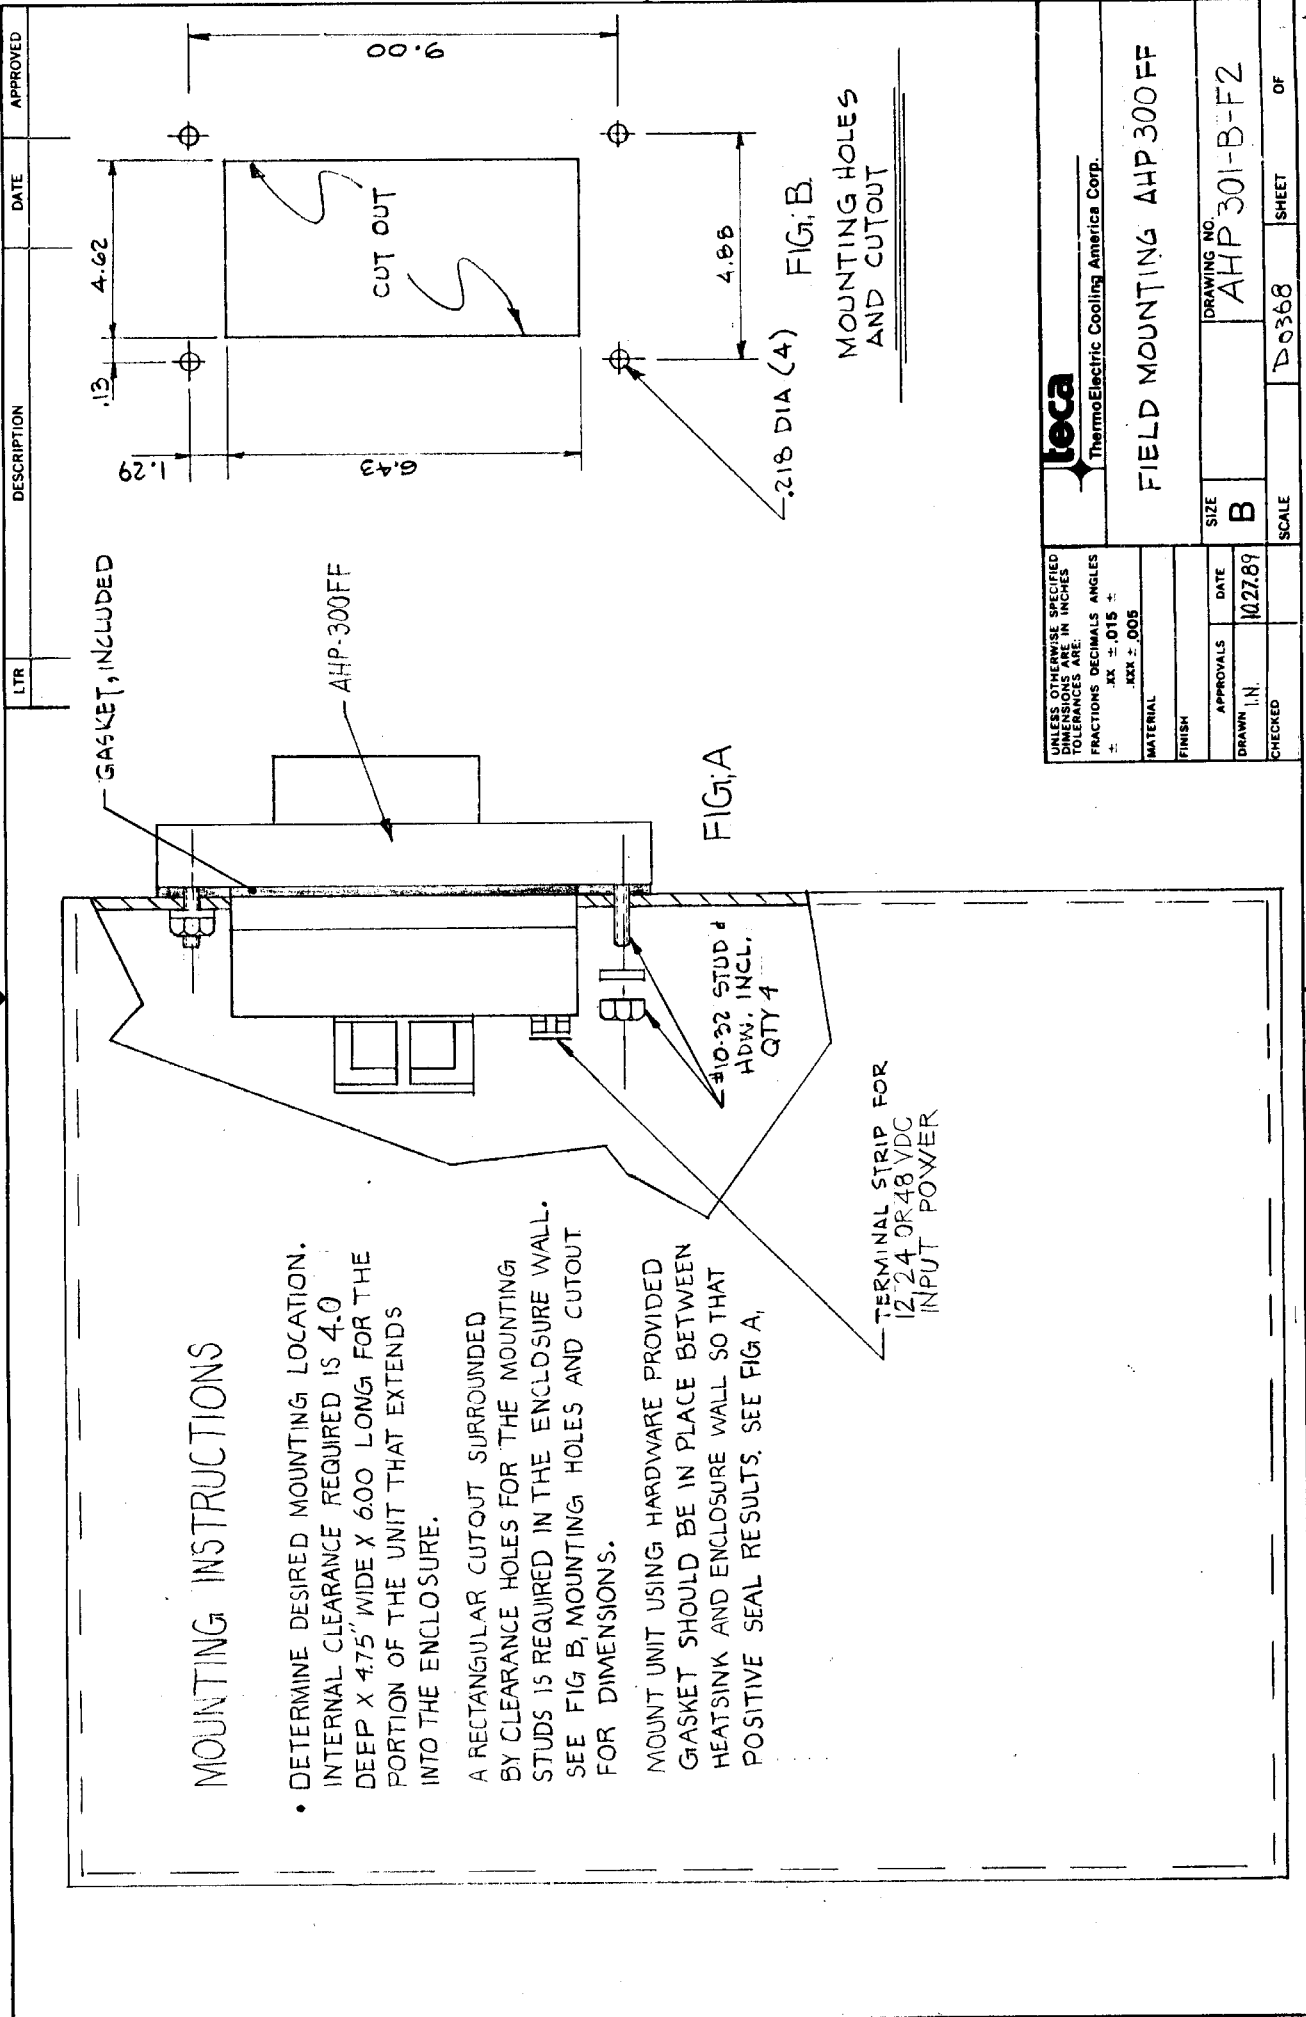 LTR
DESCRIPTION
DATE
APPROVED
MOUNTING INSTRUCTIONS
• DETERMINE DESIRED MOUNTING LOCATION.
INTERNAL CLEARANCE REQUIRED IS 4.0
DEEP X 4.75" WIDE X 6.00 LONG FOR THE
PORTION OF THE UNIT THAT EXTENDS
INTO THE ENCLOSURE.
A RECTANGULAR CUTOUT SURROUNDED
BY CLEARANCE HOLES FOR THE MOUNTING
STUDS IS REQUIRED IN THE ENCLOSURE WALL.
SEE FIG B, MOUNTING HOLES AND CUTOUT
FOR DIMENSIONS.
MOUNT UNIT USING HARDWARE PROVIDED
GASKET SHOULD BE IN PLACE BETWEEN
HEATSINK AND ENCLOSURE WALL SO THAT
POSITIVE SEAL RESULTS. SEE FIG A,
GASKET, INCLUDED
AHP-300FF
FIG. A
#10-32 STUD &
HDW. INCL.
QTY 4
TERMINAL STRIP FOR
12, 24 OR 48 VDC
INPUT POWER
.13
4.62
1.29
6.43
9.00
CUT OUT
4.88
.218 DIA (4)
FIG. B.
MOUNTING HOLES
AND CUTOUT
UNLESS OTHERWISE SPECIFIED
DIMENSIONS ARE IN INCHES
TOLERANCES ARE:
FRACTIONS DECIMALS ANGLES
± .XX ±.015 ±
.XXX ±.005
MATERIAL
FINISH
APPROVALS
DATE
DRAWN I.N.
10.27.89
CHECKED
teca
ThermoElectric Cooling America Corp.
FIELD MOUNTING AHP 300FF
SIZE
B
DRAWING NO.
AHP 301-B-F2
SCALE
D0368
SHEET
OF